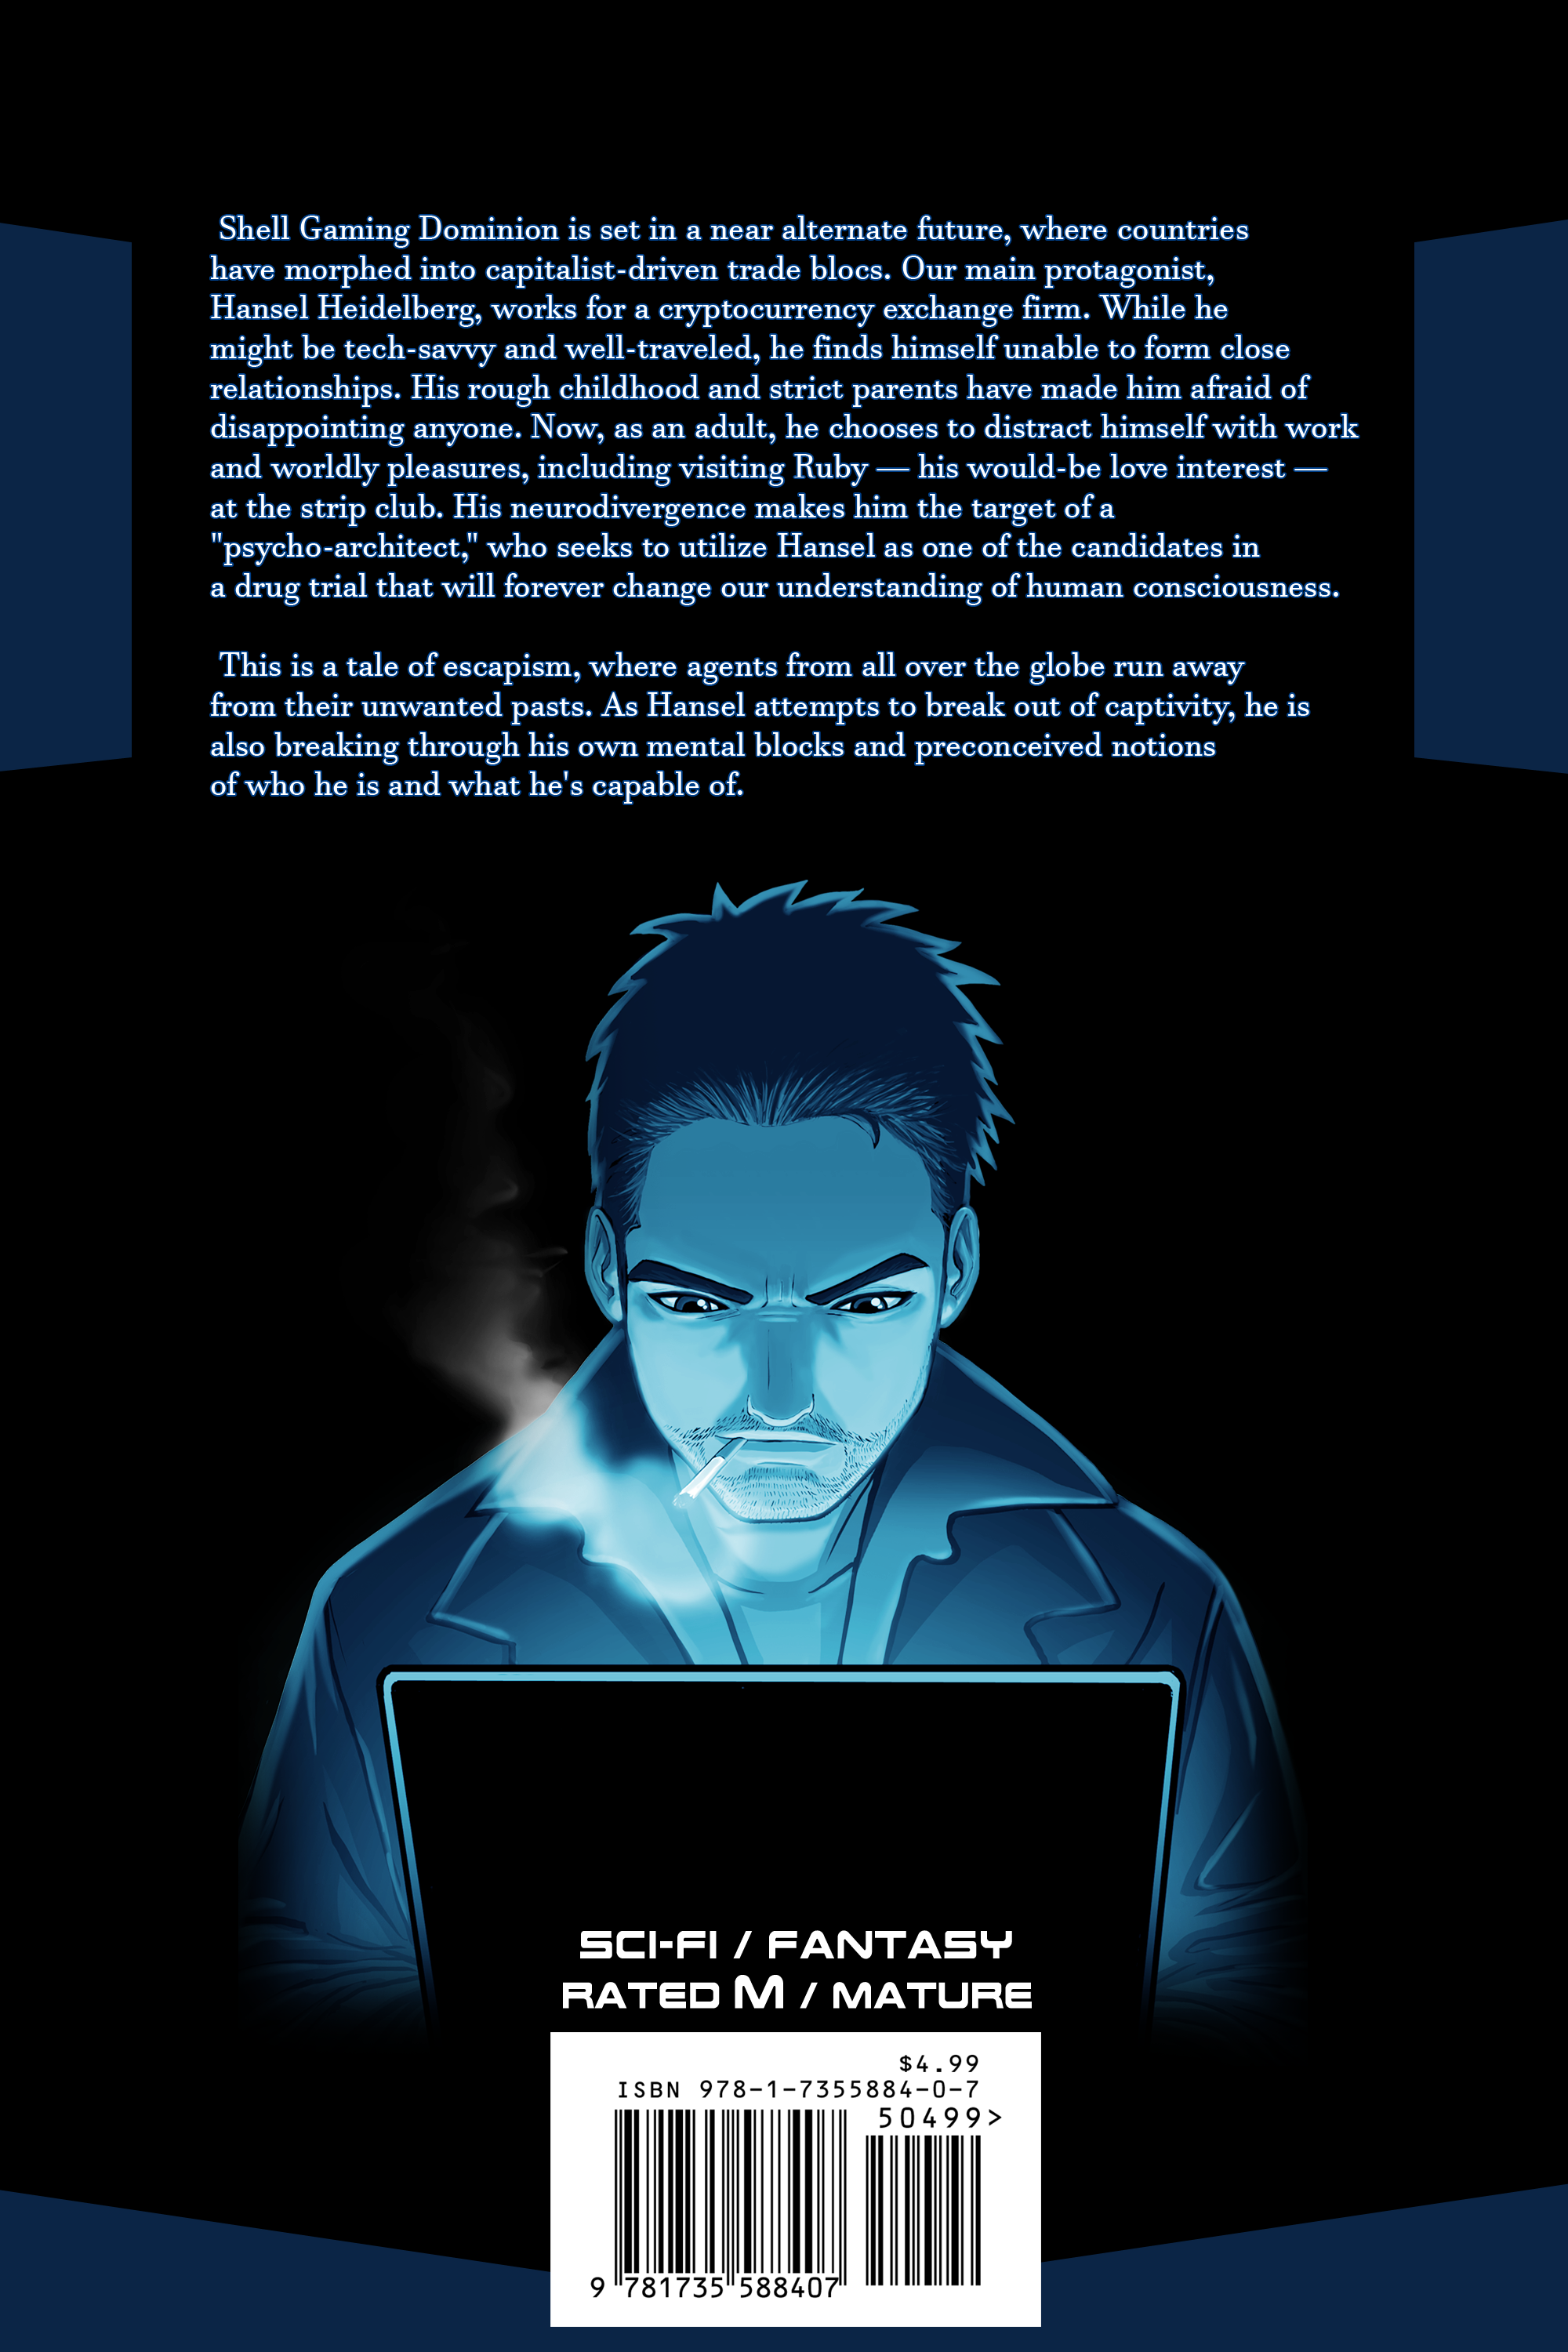 Shell Gaming Dominion is set in a near alternate future, where countries
have morphed into capitalist-driven trade blocs. Our main protagonist,
Hansel Heidelberg, works for a cryptocurrency exchange firm. While he
might be tech-savvy and well-traveled, he finds himself unable to form close
relationships. His rough childhood and strict parents have made him afraid of
disappointing anyone. Now, as an adult, he chooses to distract himself with work
and worldly pleasures, including visiting Ruby — his would-be love interest —
at the strip club. His neurodivergence makes him the target of a
"psycho-architect," who seeks to utilize Hansel as one of the candidates in
a drug trial that will forever change our understanding of human consciousness.
This is a tale of escapism, where agents from all over the globe run away
from their unwanted pasts. As Hansel attempts to break out of captivity, he is
also breaking through his own mental blocks and preconceived notions
of who he is and what he's capable of.
SCI-FI / FANTASY
RATED M / MATURE
$4.99
ISBN 978-1-7355884-0-7
50499>
9 781735 588407